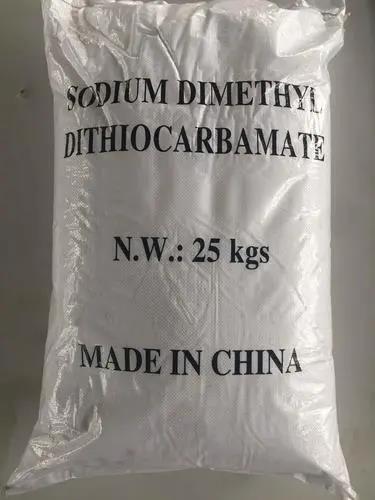 SODIUM DIMETHYL
DITHIOCARBAMATE
N.W.: 25 kgs
MADE IN CHINA